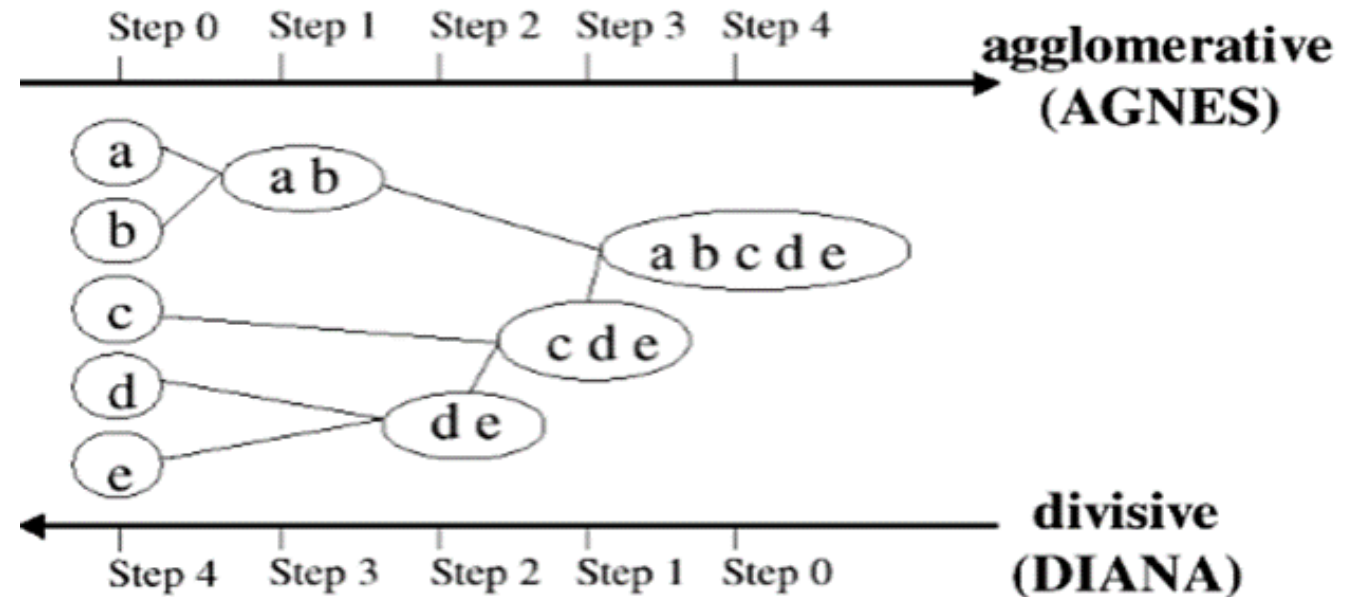 Step 0 Step 1 Step 2 Step 3 Step 4
agglomerative
(AGNES)
a
a b
b
a b c d e
c
c d e
d
d e
e
divisive
(DIANA)
Step 4 Step 3 Step 2 Step 1 Step 0